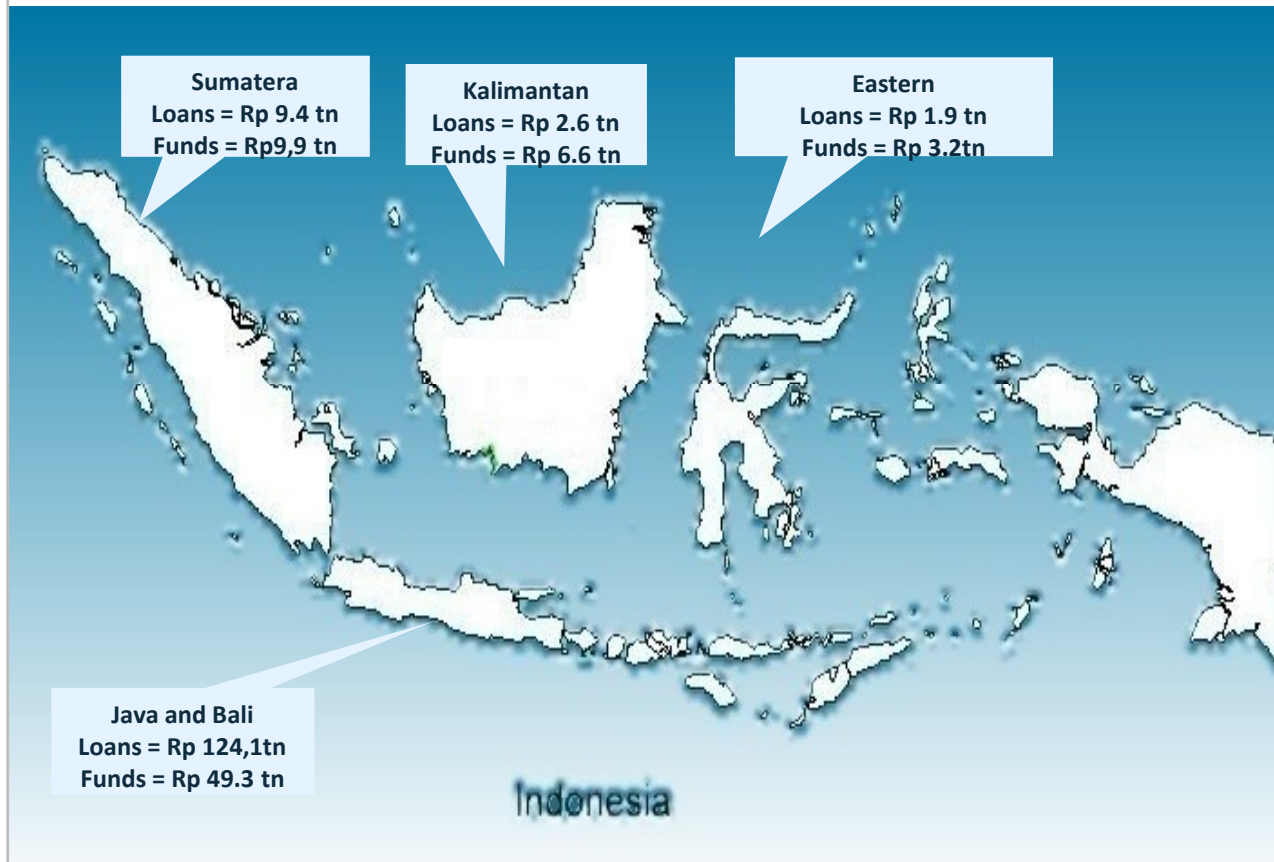 Sumatera
Loans = Rp 9.4 tn
Funds = Rp9,9 tn
Kalimantan
Loans = Rp 2.6 tn
Funds = Rp 6.6 tn
Eastern
Loans = Rp 1.9 tn
Funds = Rp 3.2tn
Java and Bali
Loans = Rp 124,1tn
Funds = Rp 49.3 tn
Indonesia